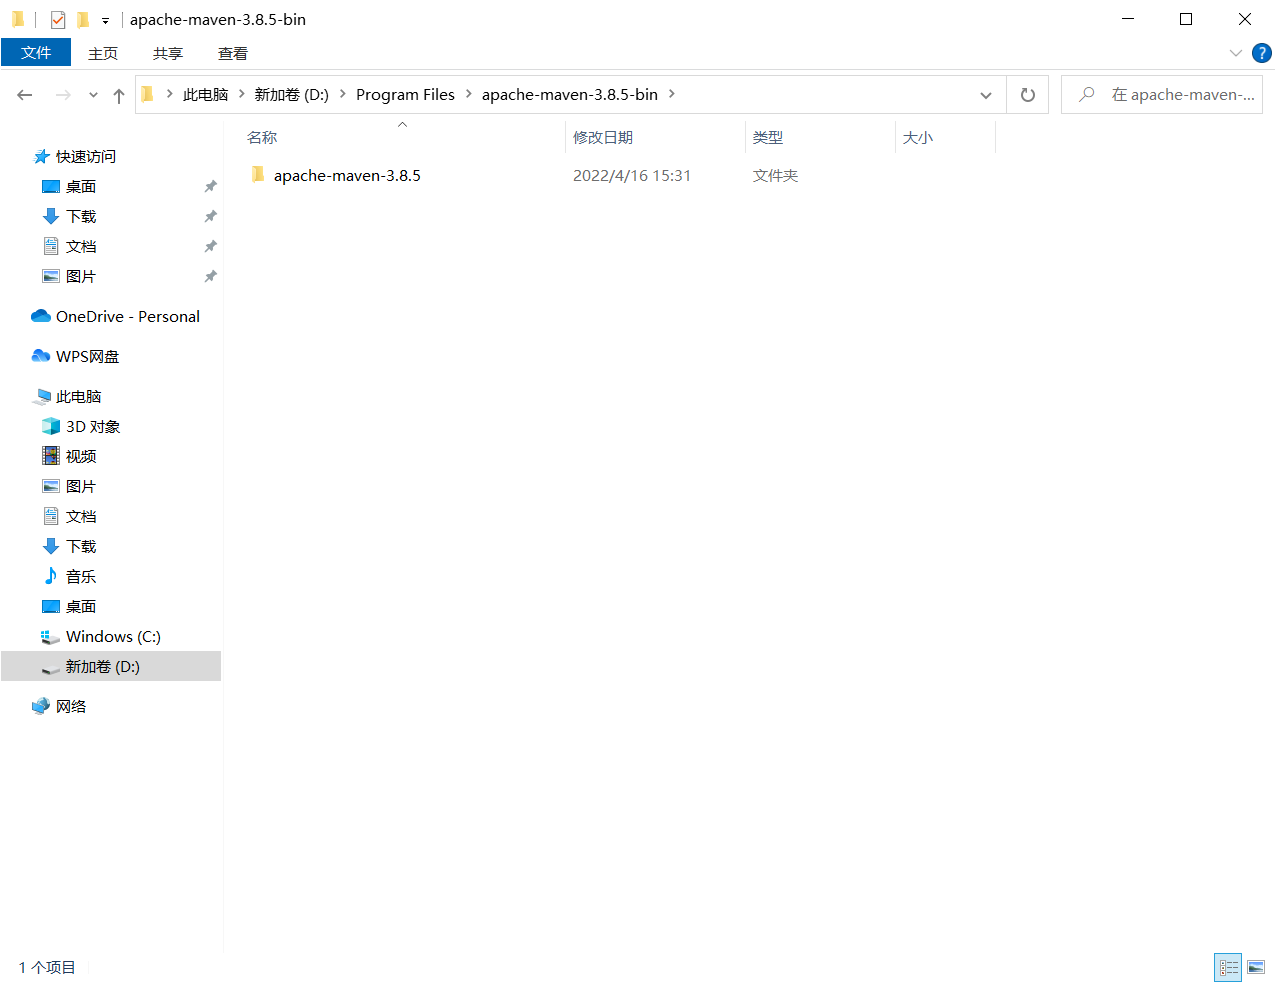 apache-maven-3.8.5-bin
文件 主页 共享 查看
此电脑 新加卷 (D:) Program Files apache-maven-3.8.5-bin 在 apache-maven-...
名称 修改日期 类型 大小
apache-maven-3.8.5 2022/4/16 15:31 文件夹
快速访问
桌面
下载
文档
图片
OneDrive - Personal
WPS网盘
此电脑
3D 对象
视频
图片
文档
下载
音乐
桌面
Windows (C:)
新加卷 (D:)
网络
1 个项目